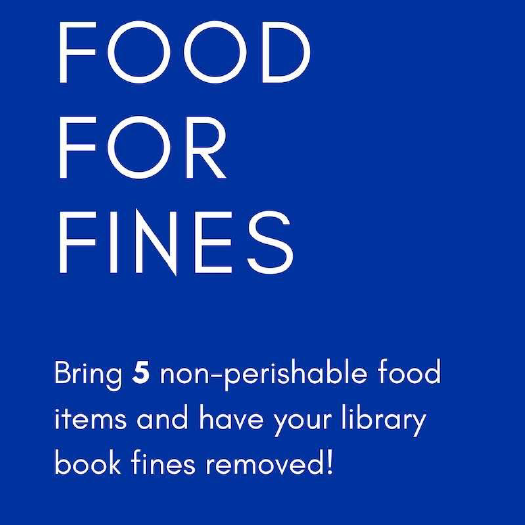 FOOD
FOR
FINES
Bring 5 non-perishable food
items and have your library
book fines removed!